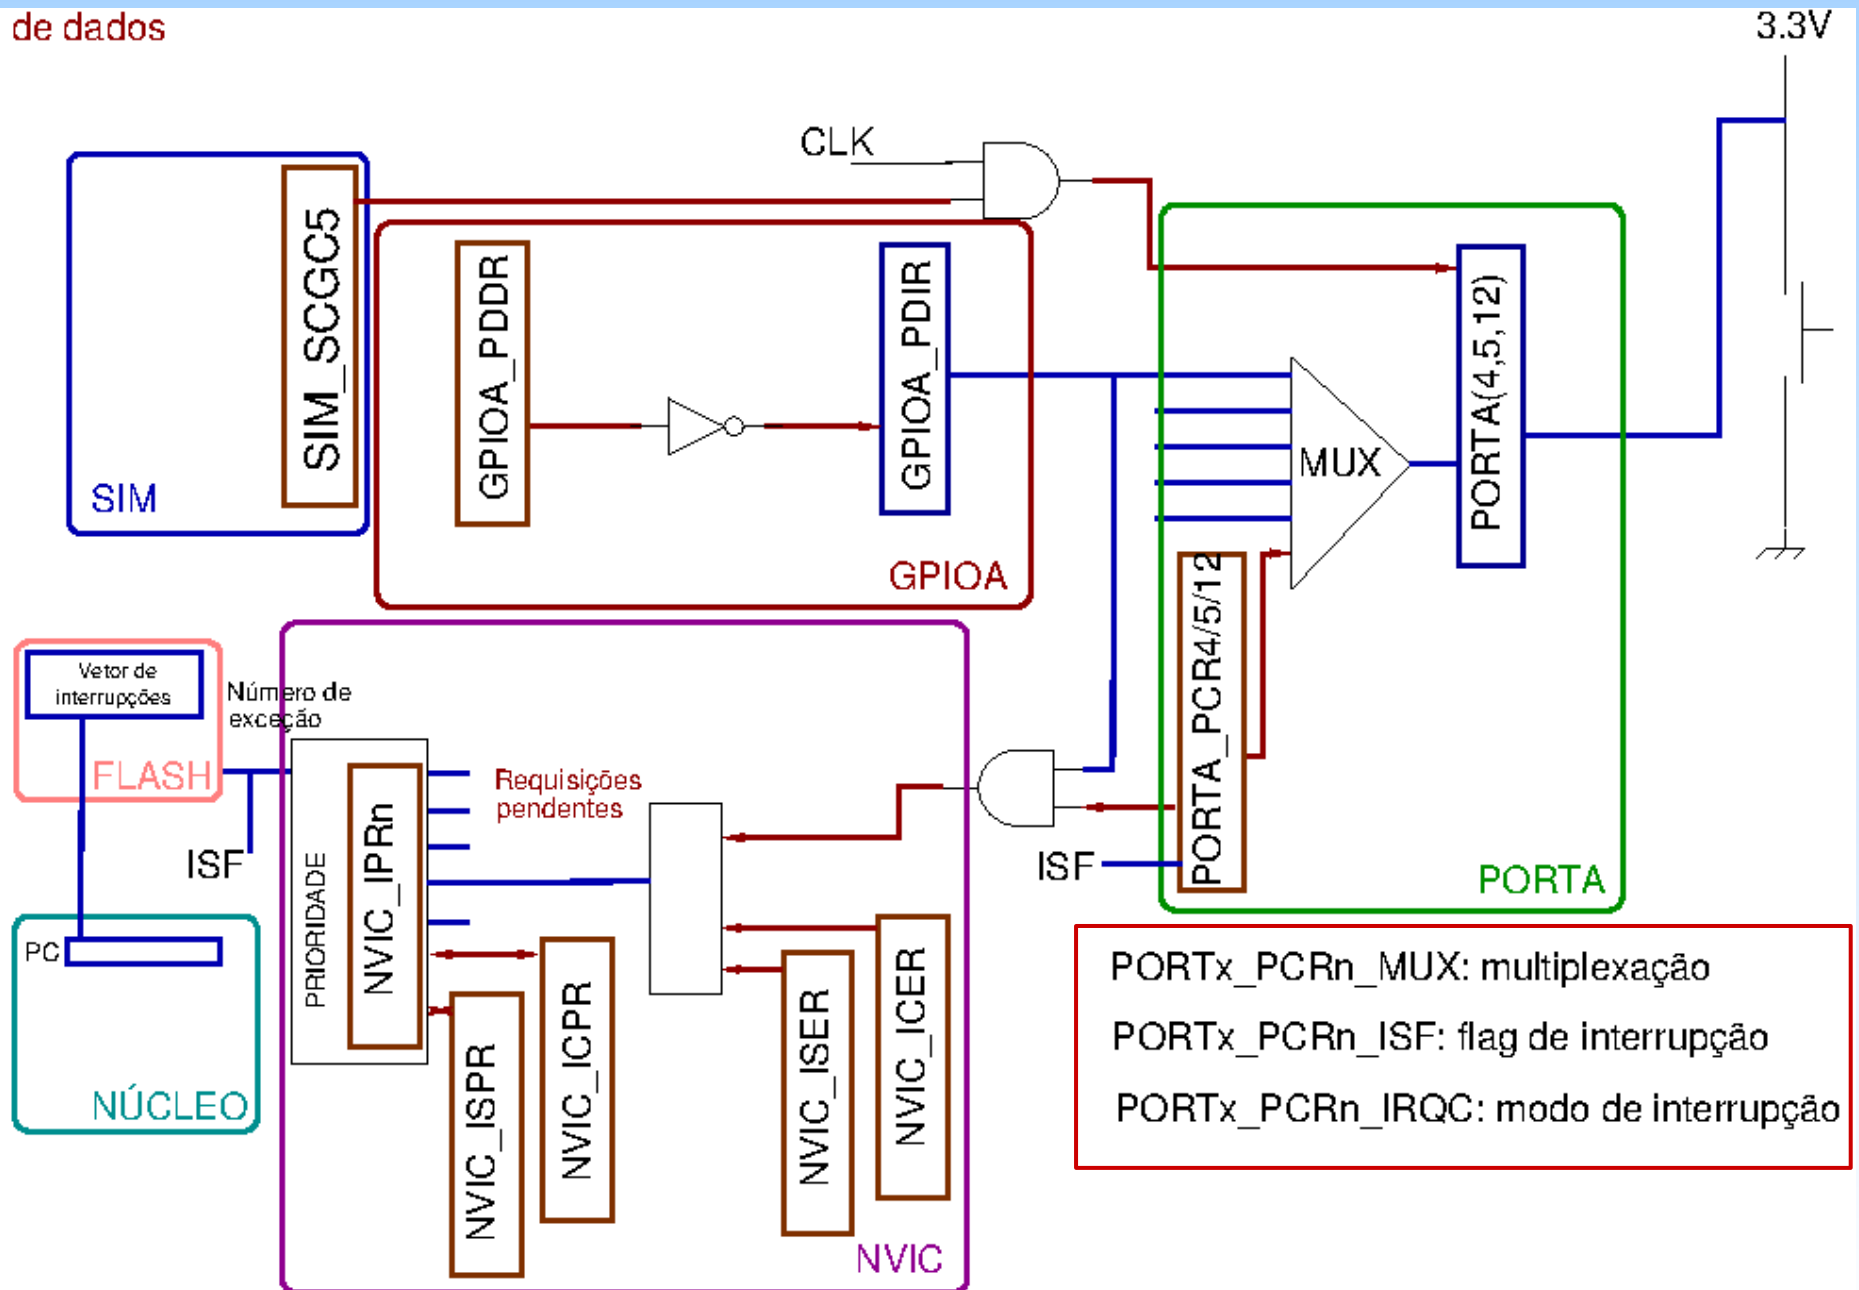 de dados
3.3V
CLK
SIM_SCGC5
SIM
GPIOA_PDDR
GPIOA_PDIR
GPIOA
PORTA(4,5,12)
MUX
PORTA_PCR4/5/12
PORTA
ISF
Vetor de
interrupções
FLASH
Número de
exceção
ISF
PC
NÚCLEO
PRIORIDADE
NVIC_IPRn
Requisições
pendentes
NVIC_ISPR
NVIC_ICPR
NVIC_ISER
NVIC_ICER
NVIC
PORTx_PCRn_MUX: multiplexação
PORTx_PCRn_ISF: flag de interrupção
PORTx_PCRn_IRQC: modo de interrupção